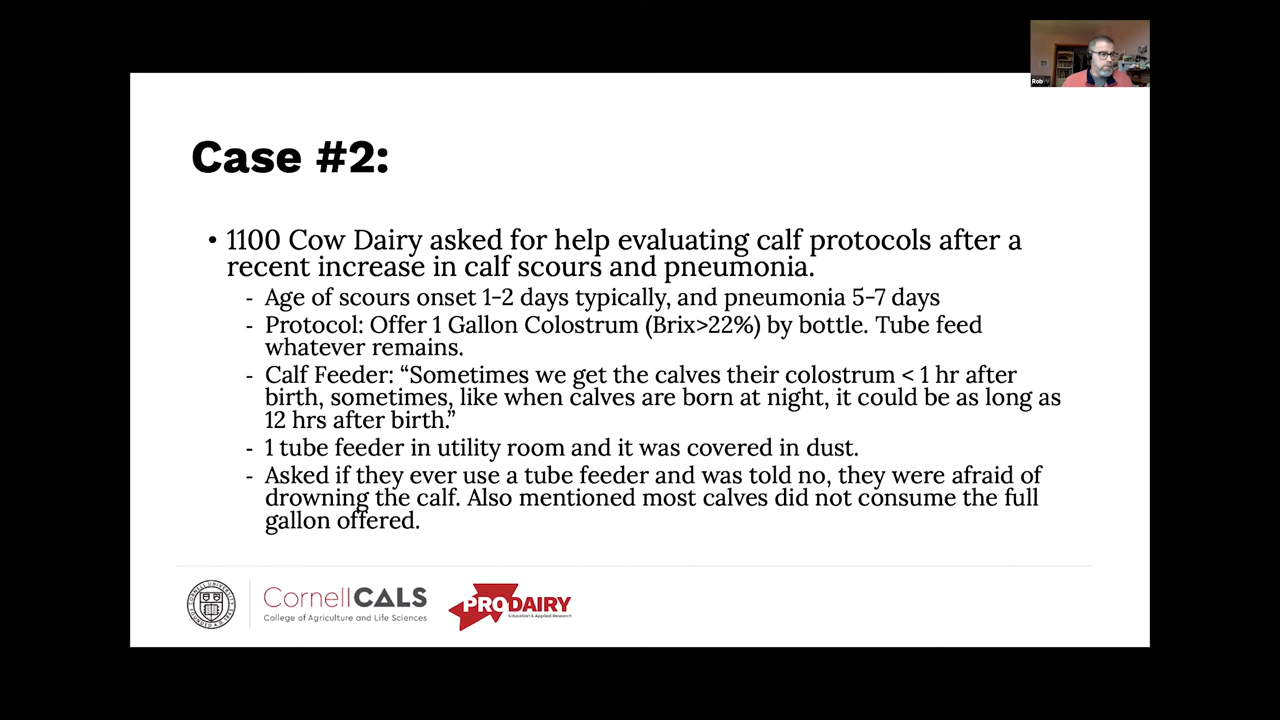 Rob
Case #2:
• 1100 Cow Dairy asked for help evaluating calf protocols after a
recent increase in calf scours and pneumonia.
- Age of scours onset 1-2 days typically, and pneumonia 5-7 days
- Protocol: Offer 1 Gallon Colostrum (Brix>22%) by bottle. Tube feed
whatever remains.
- Calf Feeder: “Sometimes we get the calves their colostrum < 1 hr after
birth, sometimes, like when calves are born at night, it could be as long as
12 hrs after birth.”
- 1 tube feeder in utility room and it was covered in dust.
- Asked if they ever use a tube feeder and was told no, they were afraid of
drowning the calf. Also mentioned most calves did not consume the full
gallon offered.
CornellCALS
College of Agriculture and Life Sciences
PRODAIRY
Education & Applied Research